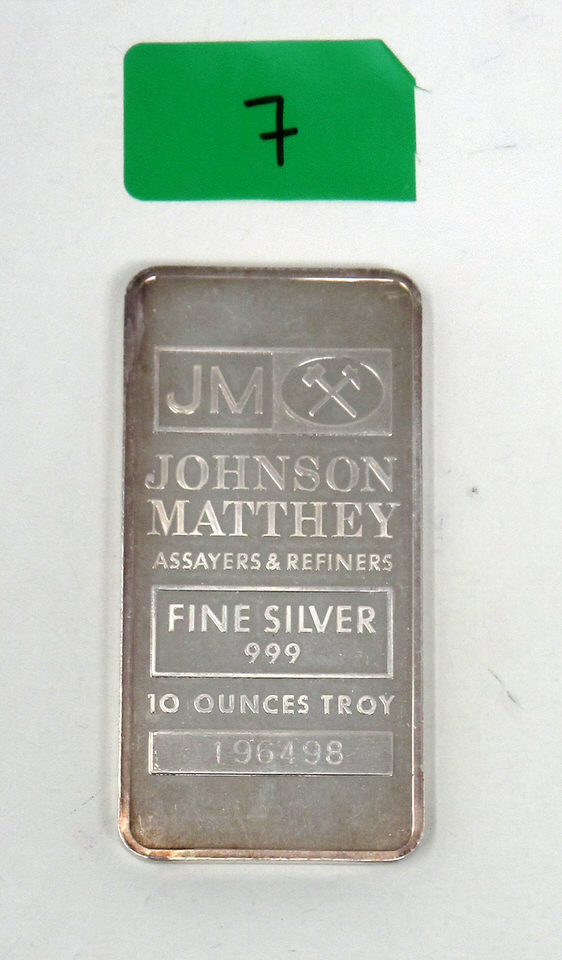 7
JM
JOHNSON
MATTHEY
ASSAYERS & REFINERS
FINE SILVER
999
10 OUNCES TROY
196498